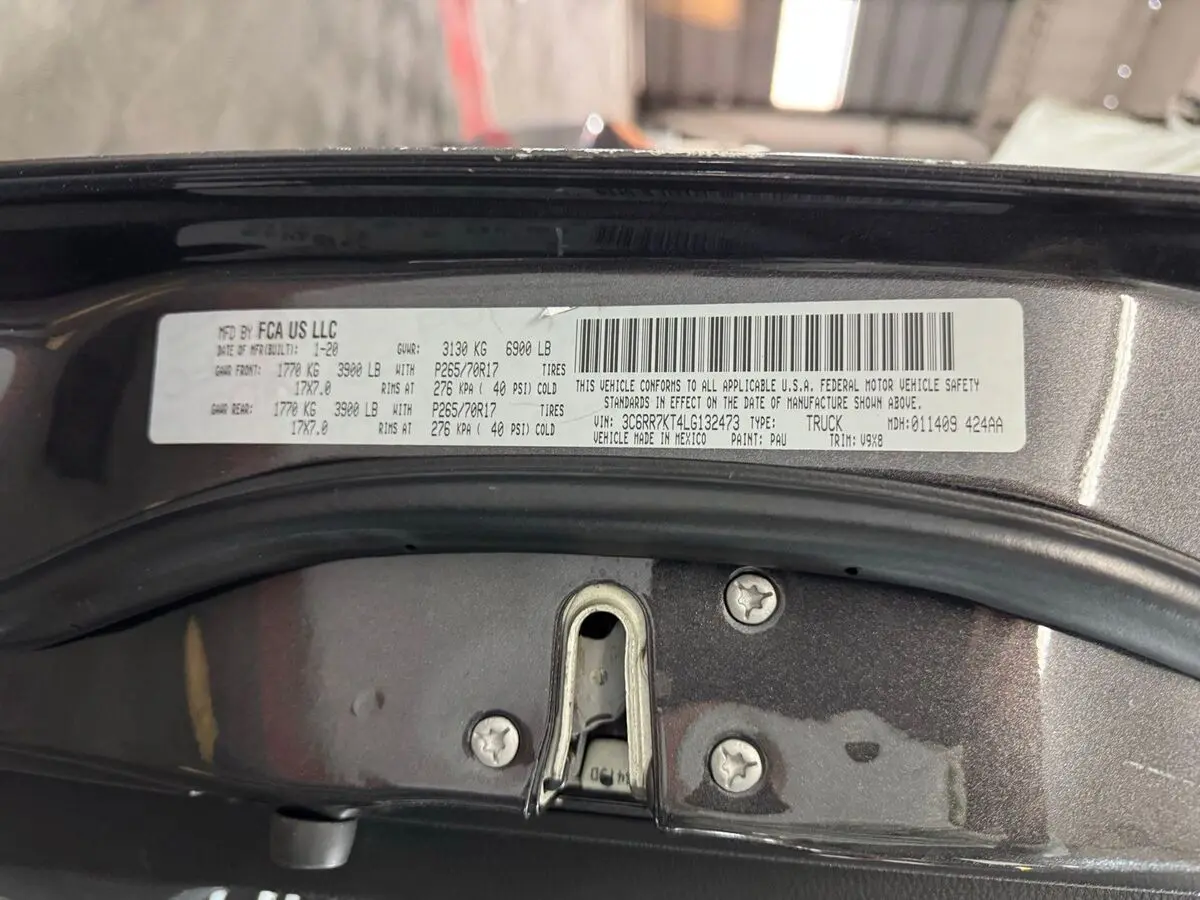 MFD BY FCA US LLC
DATE OF MFR(BUILT): 1-20 GVWR: 3130 KG 6900 LB
GAWR FRONT: 1770 KG 3900 LB WITH P265/70R17 TIRES
17X7.0 RIMS AT 276 KPA ( 40 PSI) COLD
GAWR REAR: 1770 KG 3900 LB WITH P265/70R17 TIRES
17X7.0 RIMS AT 276 KPA ( 40 PSI) COLD
THIS VEHICLE CONFORMS TO ALL APPLICABLE U.S.A. FEDERAL MOTOR VEHICLE SAFETY
STANDARDS IN EFFECT ON THE DATE OF MANUFACTURE SHOWN ABOVE.
VIN: 3C6RR7KT4LG132473 TYPE: TRUCK MDH:011409 424AA
VEHICLE MADE IN MEXICO PAINT: PAU TRIM: V9X8